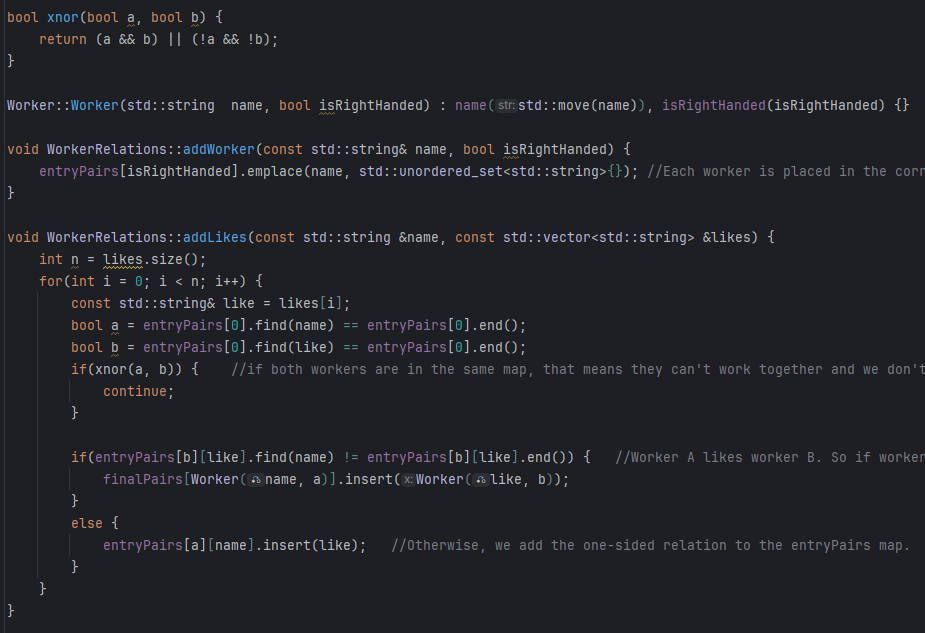 bool xnor(bool a, bool b) {
    return (a && b) || (!a && !b);
}

Worker::Worker(std::string  name, bool isRightHanded) : name(str:std::move(name)), isRightHanded(isRightHanded) {}

void WorkerRelations::addWorker(const std::string& name, bool isRightHanded) {
    entryPairs[isRightHanded].emplace(name, std::unordered_set<std::string>{}); //Each worker is placed in the corr
}

void WorkerRelations::addLikes(const std::string &name, const std::vector<std::string> &likes) {
    int n = likes.size();
    for(int i = 0; i < n; i++) {
        const std::string& like = likes[i];
        bool a = entryPairs[0].find(name) == entryPairs[0].end();
        bool b = entryPairs[0].find(like) == entryPairs[0].end();
        if(xnor(a, b)) {    //if both workers are in the same map, that means they can't work together and we don't
            continue;
        }

        if(entryPairs[b][like].find(name) != entryPairs[b][like].end()) {   //Worker A likes worker B. So if worker
            finalPairs[Worker(name, a)].insert(x:Worker(like, b));
        }
        else {
            entryPairs[a][name].insert(like);   //Otherwise, we add the one-sided relation to the entryPairs map.
        }
    }
}